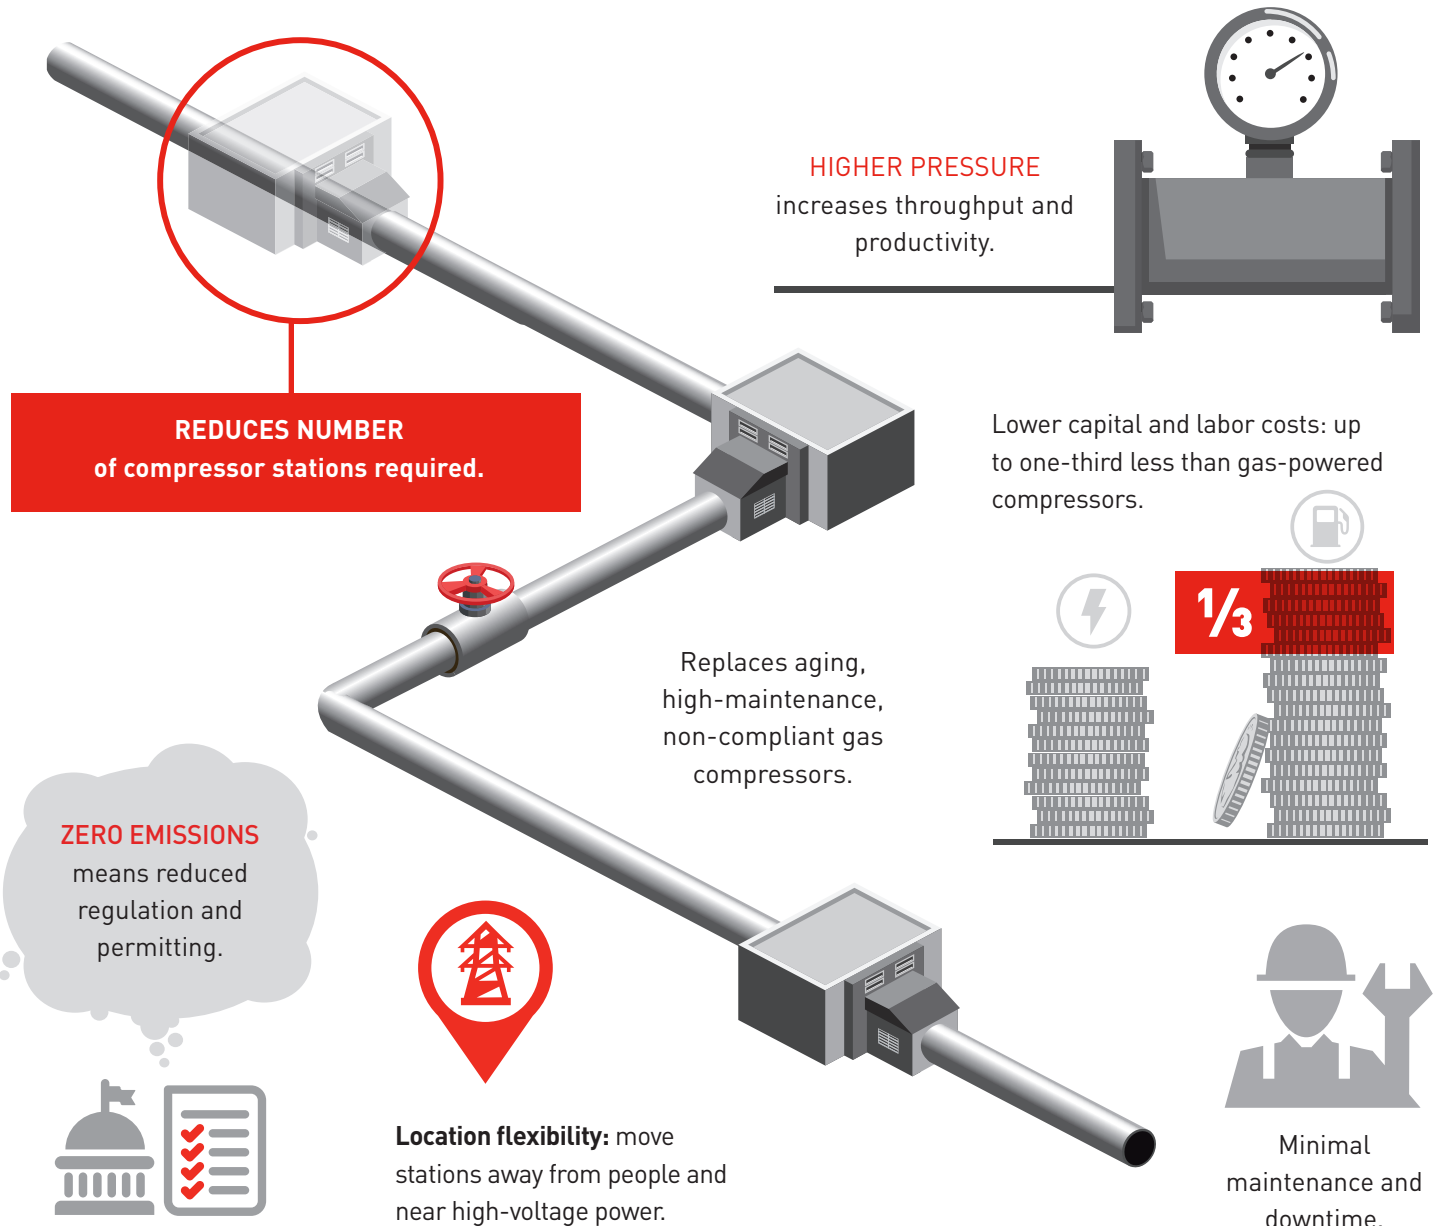 HIGHER PRESSURE
increases throughput and
productivity.
REDUCES NUMBER
of compressor stations required.
Lower capital and labor costs: up
to one-third less than gas-powered
compressors.
1/3
Replaces aging,
high-maintenance,
non-compliant gas
compressors.
ZERO EMISSIONS
means reduced
regulation and
permitting.
Location flexibility: move
stations away from people and
near high-voltage power.
Minimal
maintenance and
downtime.